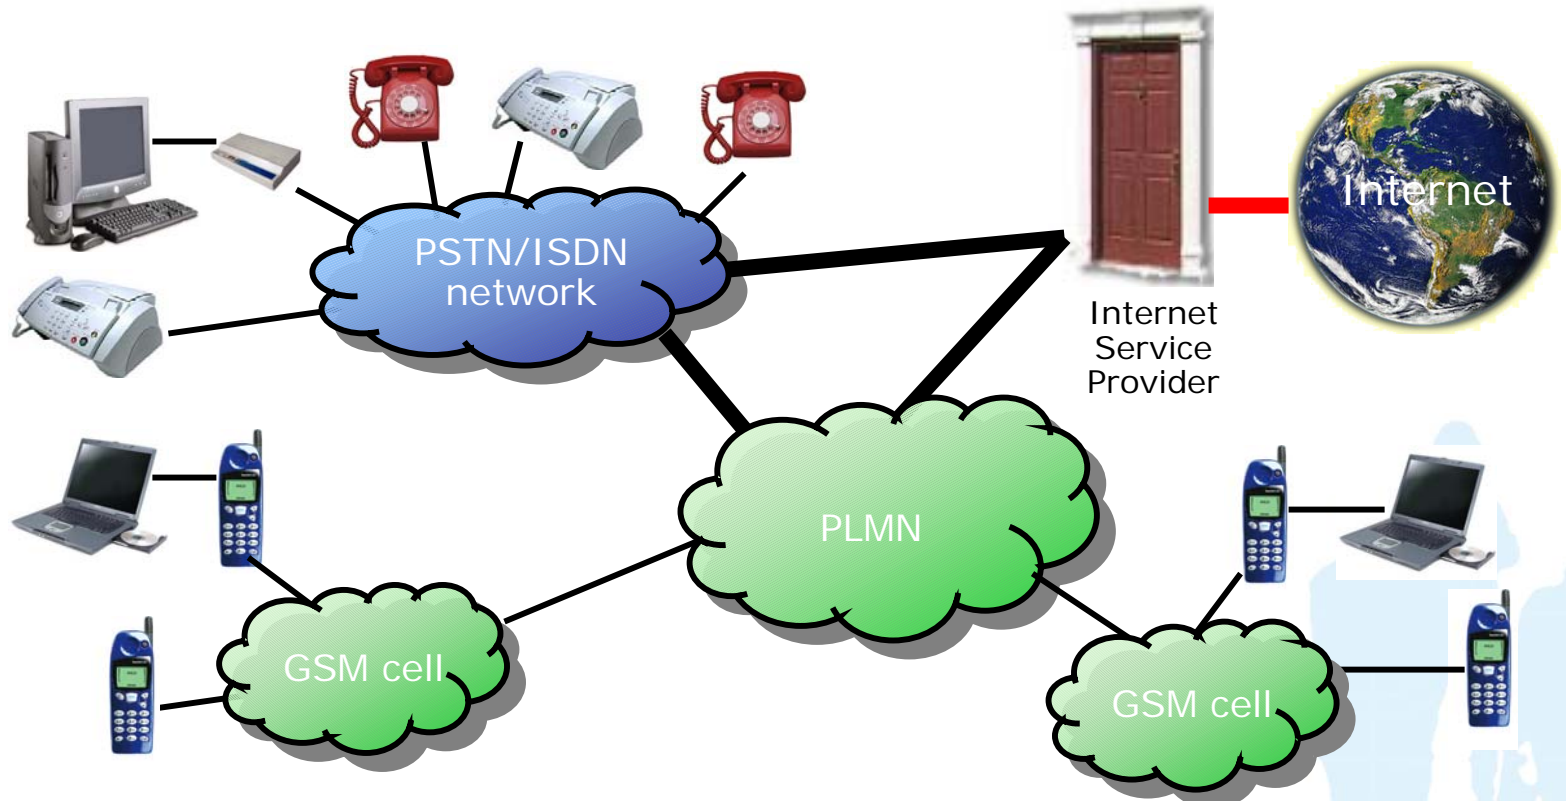 PSTN/ISDN
network
Internet
Internet
Service
Provider
PLMN
GSM cell
GSM cell